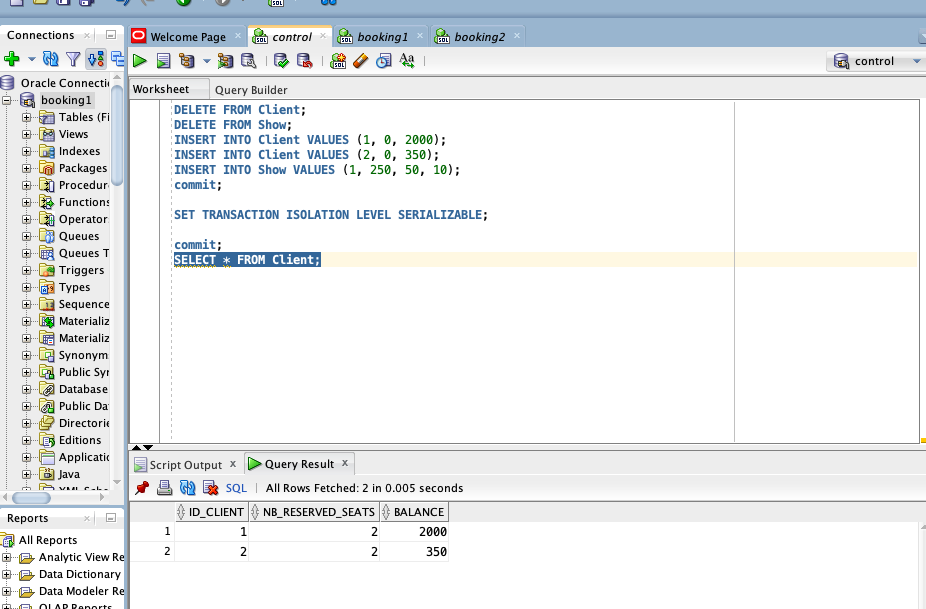 Connections
Welcome Page
control
booking1
booking2
control
Worksheet
Query Builder
Oracle Connecti
booking1
Tables (Fi
Views
Indexes
Packages
Procedur
Functions
Operator
Queues
Queues T
Triggers
Types
Sequence
Materializ
Materializ
Synonym
Public Syn
Database
Public Da
Directorie
Editions
Applicatio
Java
XML Sche
DELETE FROM Client;
DELETE FROM Show;
INSERT INTO Client VALUES (1, 0, 2000);
INSERT INTO Client VALUES (2, 0, 350);
INSERT INTO Show VALUES (1, 250, 50, 10);
commit;
SET TRANSACTION ISOLATION LEVEL SERIALIZABLE;
commit;
SELECT * FROM Client;
Script Output
Query Result
SQL
All Rows Fetched: 2 in 0.005 seconds
ID_CLIENT NB_RESERVED_SEATS BALANCE
1 1 2 2000
2 2 2 350
Reports
All Reports
Analytic View Re
Data Dictionary
Data Modeler Re
OLAP Reports